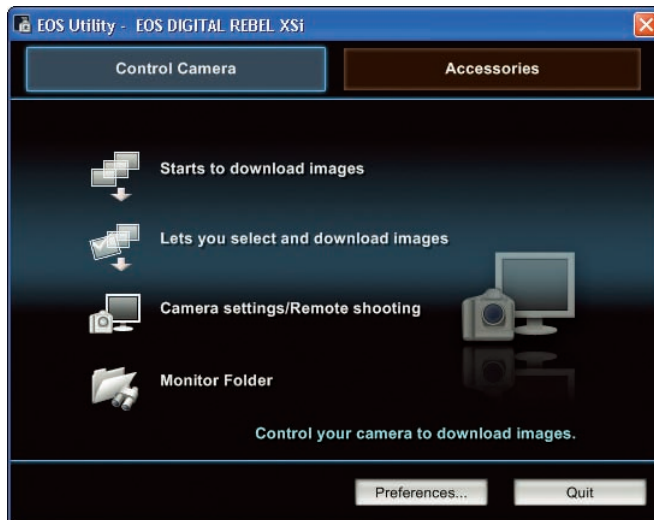 EOS Utility - EOS DIGITAL REBEL XSi
Control Camera
Accessories
Starts to download images
Lets you select and download images
Camera settings/Remote shooting
Monitor Folder
Control your camera to download images.
Preferences...
Quit